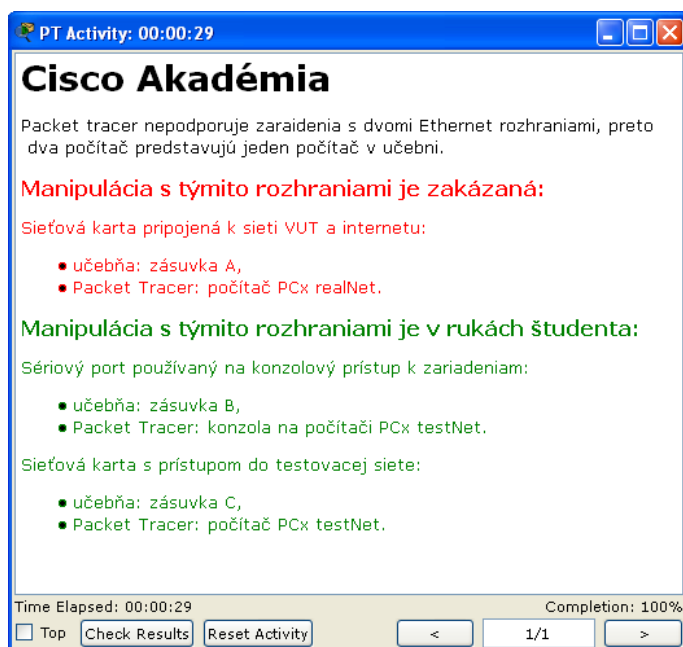 PT Activity: 00:00:29
Cisco Akadémia
Packet tracer nepodporuje zaraidenia s dvomi Ethernet rozhraniami, preto
dva počítač predstavujú jeden počítač v učebni.
Manipulácia s týmito rozhraniami je zakázaná:
Sieťová karta pripojená k sieti VUT a internetu:
• učebňa: zásuvka A,
• Packet Tracer: počítač PCx realNet.
Manipulácia s týmito rozhraniami je v rukách študenta:
Sériový port používaný na konzolový prístup k zariadeniam:
• učebňa: zásuvka B,
• Packet Tracer: konzola na počítači PCx testNet.
Sieťová karta s prístupom do testovacej siete:
• učebňa: zásuvka C,
• Packet Tracer: počítač PCx testNet.
Time Elapsed: 00:00:29 Completion: 100%
Top Check Results Reset Activity < 1/1 >